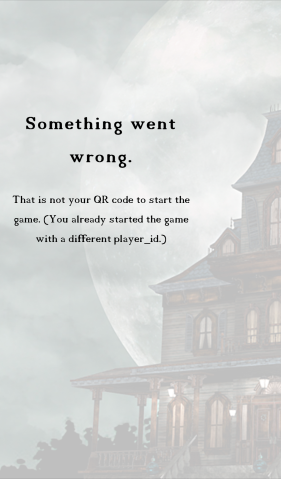 Something went
wrong.
That is not your QR code to start the
game. (You already started the game
with a different player_id.)